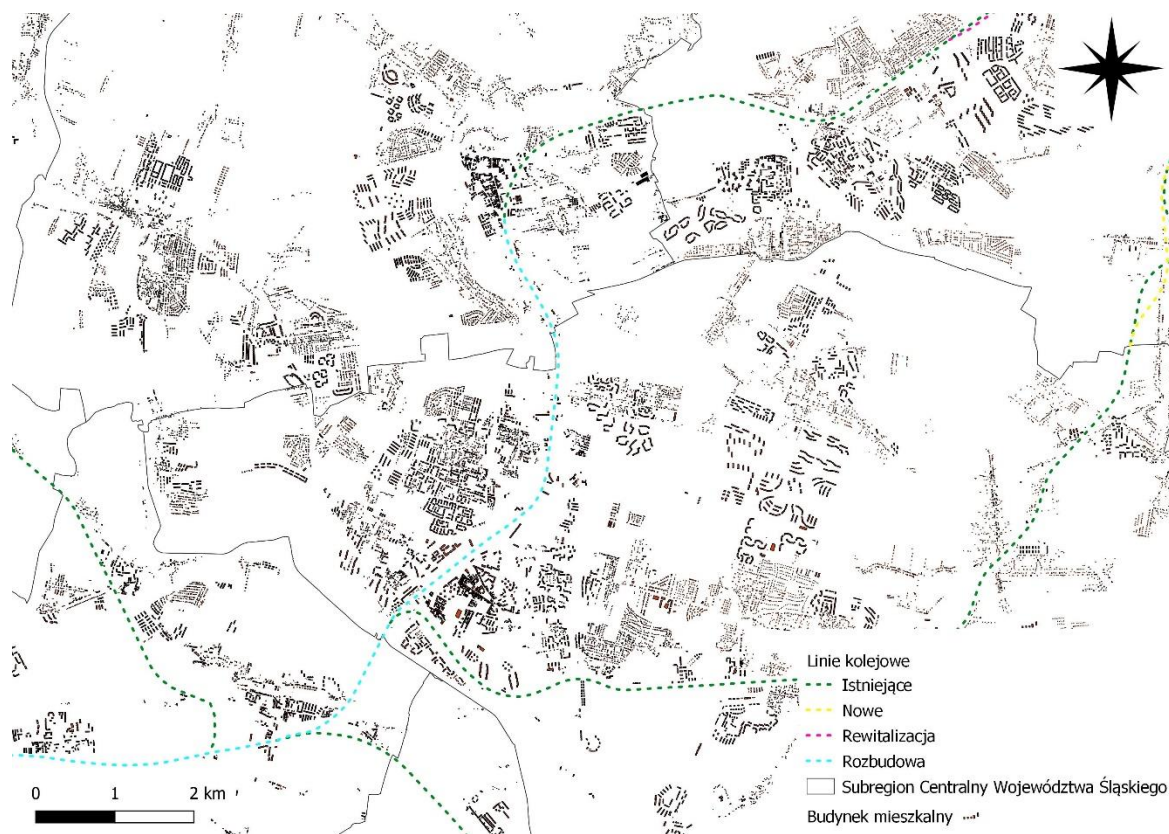 Linie kolejowe
Istniejące
Nowe
Rewitalizacja
Rozbudowa
Subregion Centralny Województwa Śląskiego
Budynek mieszkalny
0 1 2 km